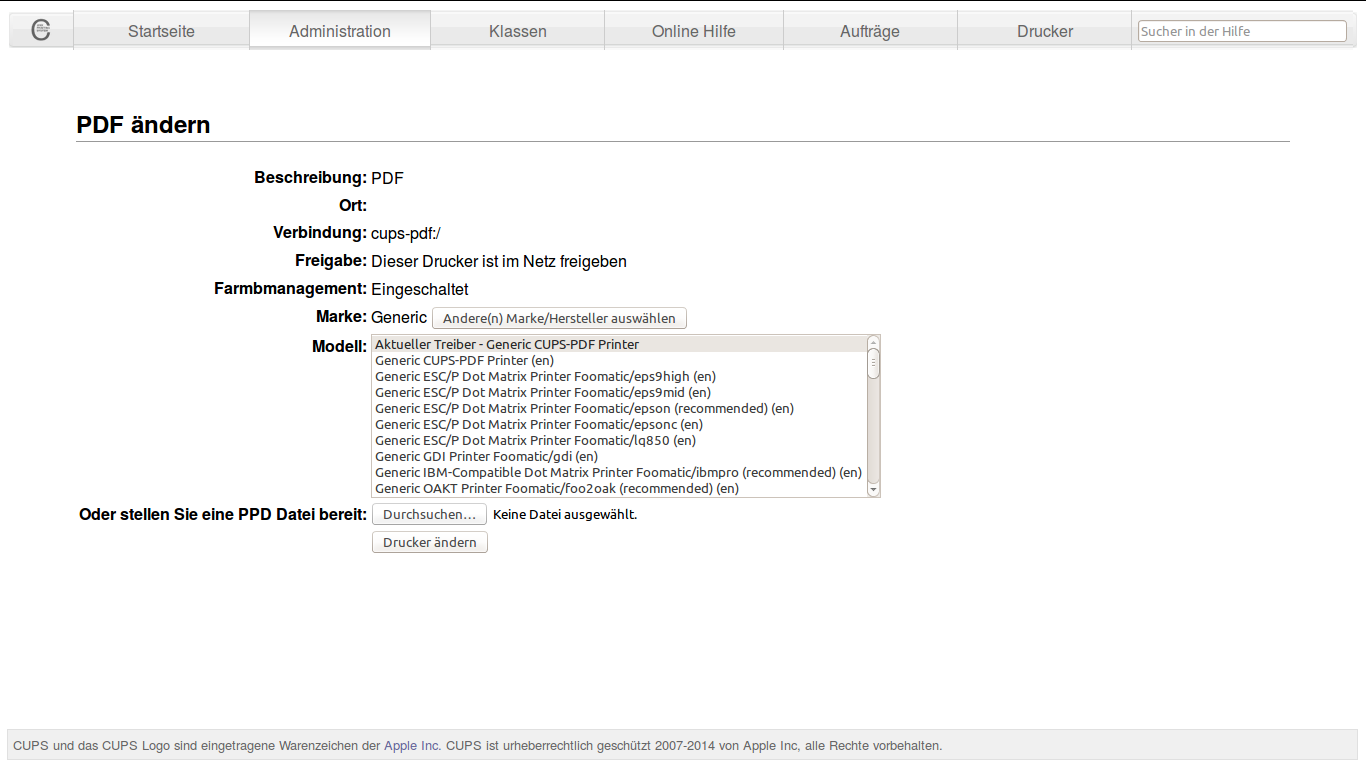 Startseite Administration Klassen Online Hilfe Aufträge Drucker Sucher in der Hilfe
PDF ändern
Beschreibung: PDF
Ort:
Verbindung: cups-pdf:/
Freigabe: Dieser Drucker ist im Netz freigeben
Farmbmanagement: Eingeschaltet
Marke: Generic Andere(n) Marke/Hersteller auswählen
Modell: Aktueller Treiber - Generic CUPS-PDF Printer
Generic CUPS-PDF Printer (en)
Generic ESC/P Dot Matrix Printer Foomatic/eps9high (en)
Generic ESC/P Dot Matrix Printer Foomatic/eps9mid (en)
Generic ESC/P Dot Matrix Printer Foomatic/epson (recommended) (en)
Generic ESC/P Dot Matrix Printer Foomatic/epsonc (en)
Generic ESC/P Dot Matrix Printer Foomatic/lq850 (en)
Generic GDI Printer Foomatic/gdi (en)
Generic IBM-Compatible Dot Matrix Printer Foomatic/ibmpro (recommended) (en)
Generic OAKT Printer Foomatic/foo2oak (recommended) (en)
Oder stellen Sie eine PPD Datei bereit: Durchsuchen... Keine Datei ausgewählt.
Drucker ändern
CUPS und das CUPS Logo sind eingetragene Warenzeichen der Apple Inc. CUPS ist urheberrechtlich geschützt 2007-2014 von Apple Inc, alle Rechte vorbehalten.